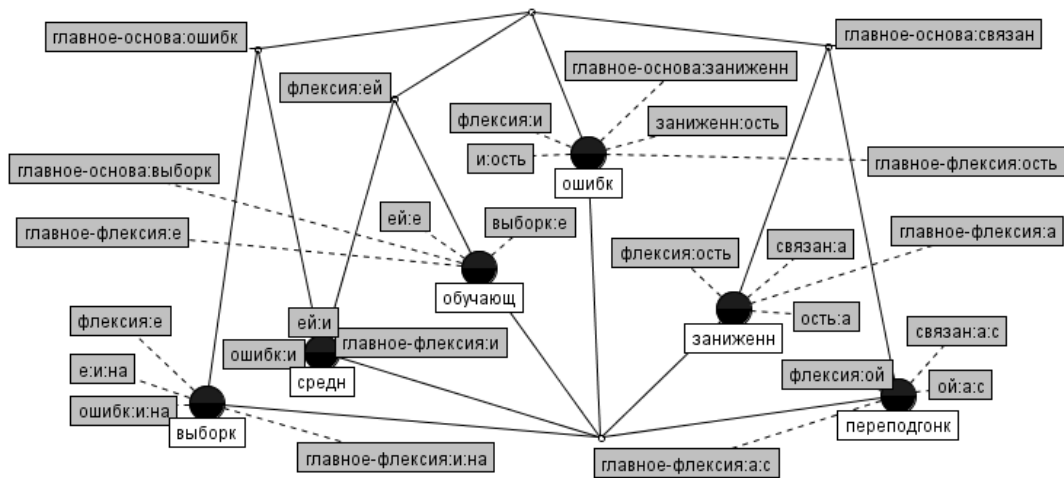 главное-основа:ошибк
главное-основа:связан
главное-основа:заниженн
флексия:ей
флексия:и
заниженн:ость
и:ость
главное-флексия:ость
ошибк
главное-основа:выборк
ей:е
выборк:е
главное-флексия:е
главное-флексия:а
связан:а
флексия:ость
обучающ
ость:а
флексия:е
ей:и
заниженн
связан:а:с
главное-флексия:и
ошибк:и
е:и:на
средн
флексия:ой
ой:а:с
ошибк:и:на
переподгонк
выборк
главное-флексия:и:на
главное-флексия:а:с